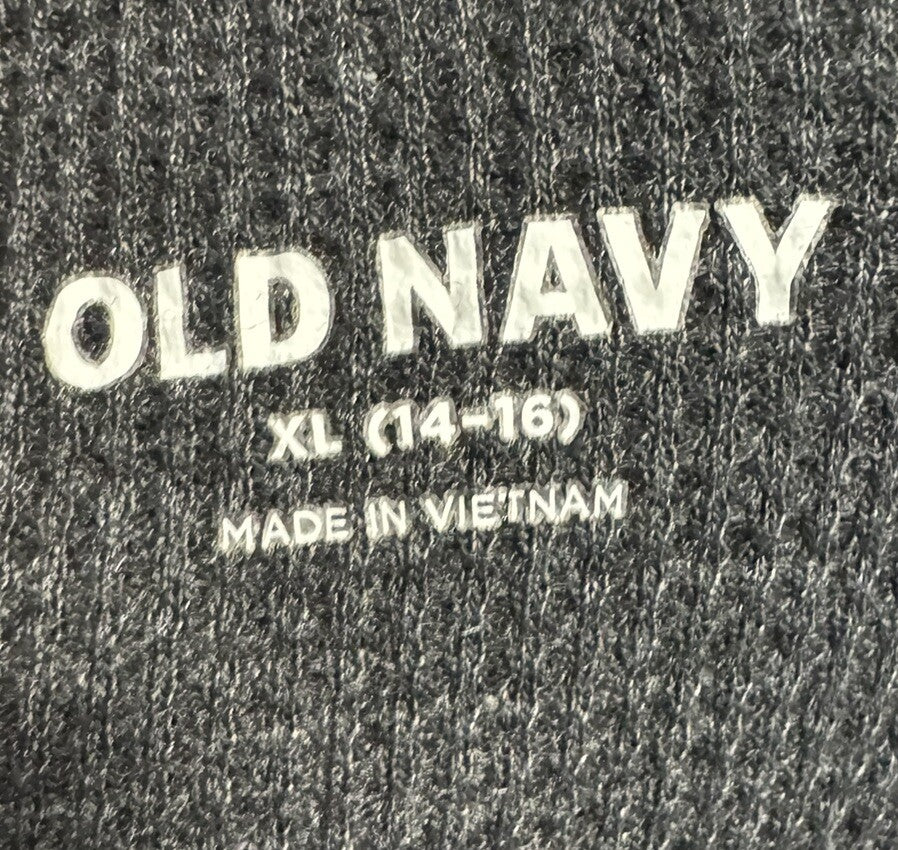 OLD NAVY
XL (14-16)
MADE IN VIETNAM